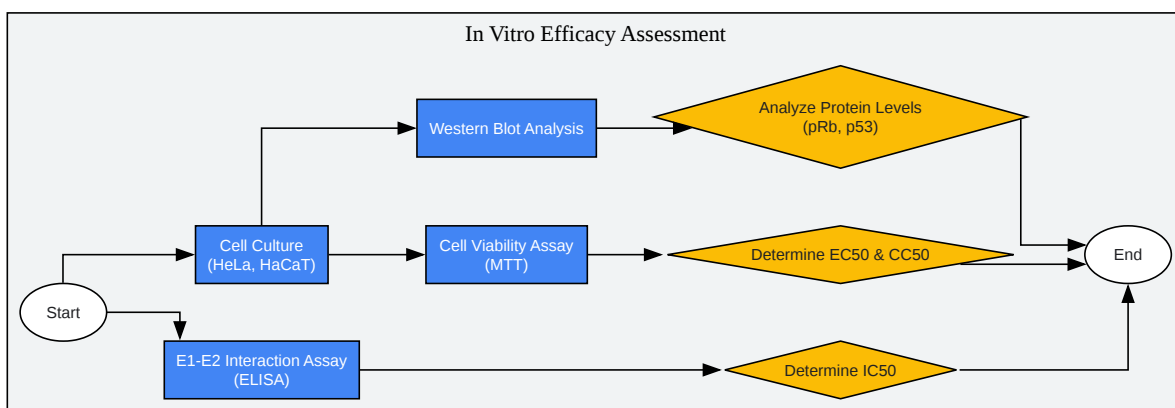 In Vitro Efficacy Assessment
Analyze Protein Levels
(pRb, p53)
Western Blot Analysis
Cell Culture
(HeLa, HaCaT)
Cell Viability Assay
(MTT)
Determine EC50 & CC50
End
Start
E1-E2 Interaction Assay
(ELISA)
Determine IC50